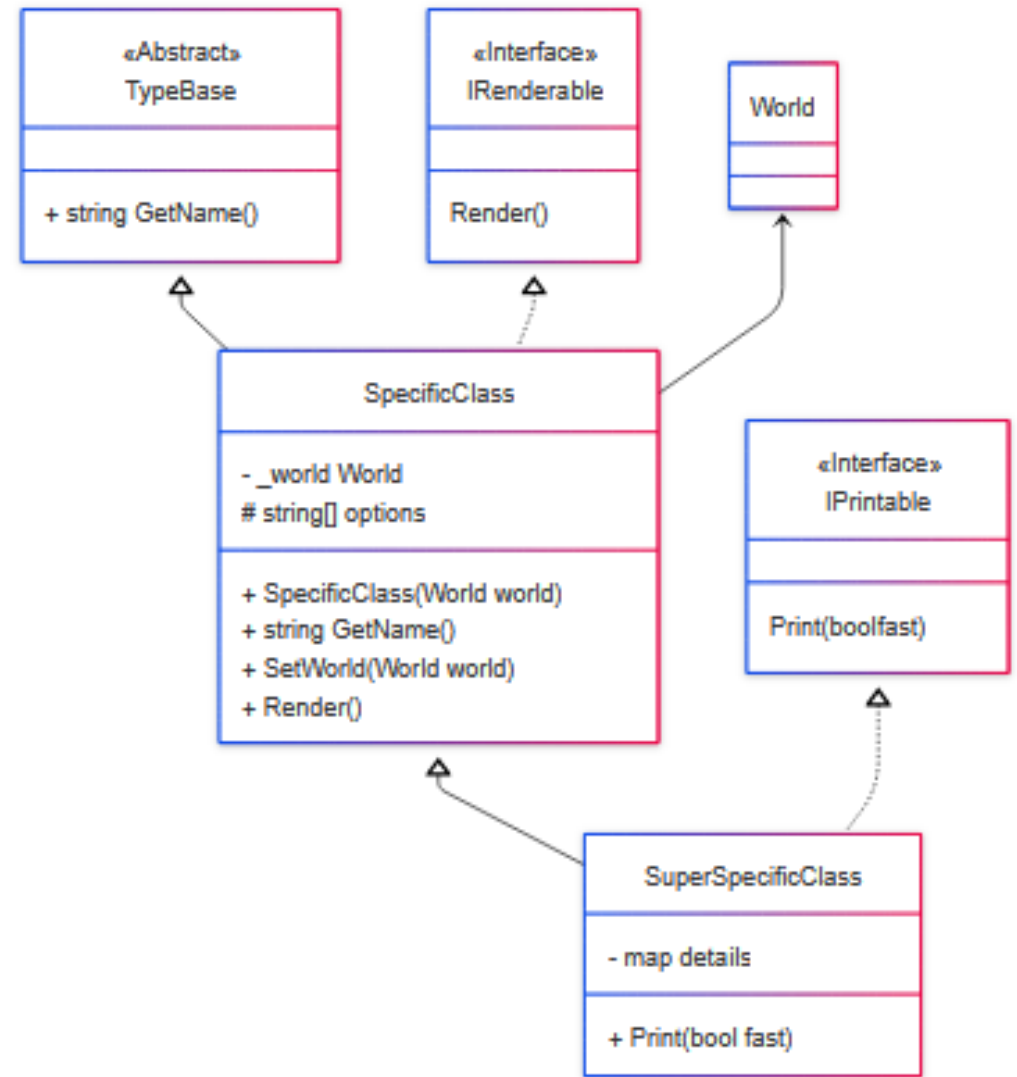 «Abstract»
TypeBase
+ string GetName()
«Interface»
IRenderable
Render()
World
SpecificClass
- _world World
# string[] options
+ SpecificClass(World world)
+ string GetName()
+ SetWorld(World world)
+ Render()
«Interface»
IPrintable
Print(boolfast)
SuperSpecificClass
- map details
+ Print(bool fast)